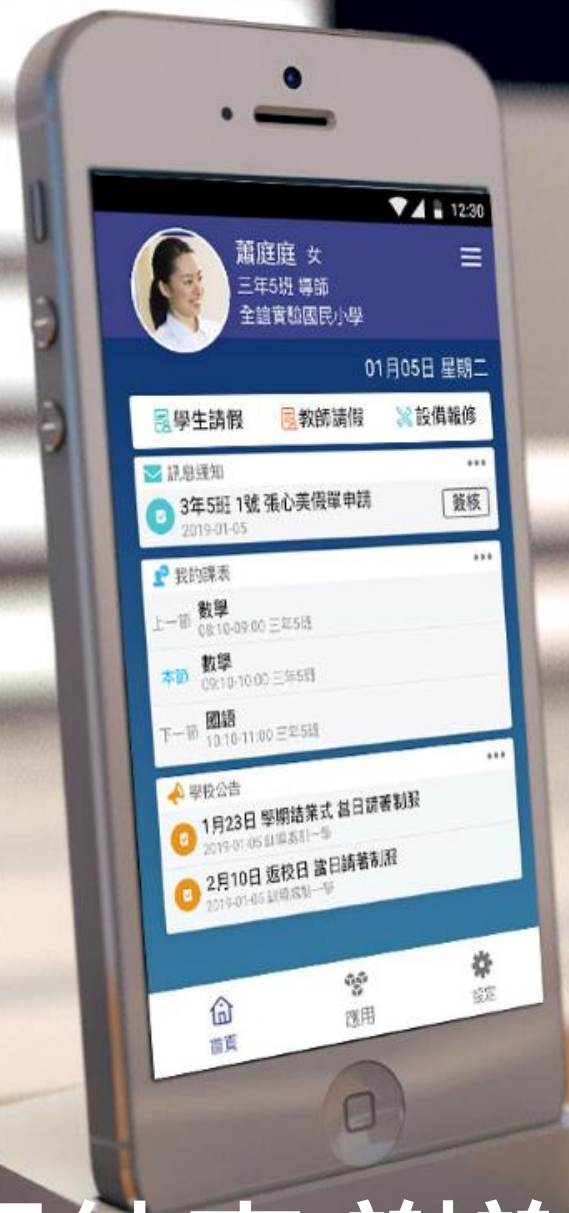 12:30
蕭庭庭 女
三年5班 導師
全誼實驗國民小學
01月05日 星期二
學生請假 教師請假 設備報修
訊息通知
3年5班 1號 張心美假單申請 簽核
2019-01-05
我的課表
上一節 數學
08:10-09:00 三年5班
本節 數學
09:10-10:00 三年5班
下一節 國語
10:10-11:00 三年5班
學校公告
1月23日 學期結業式 當日請著制服
2019-01-05
2月10日 返校日 當日請著制服
2019-01-05
首頁 應用 設定